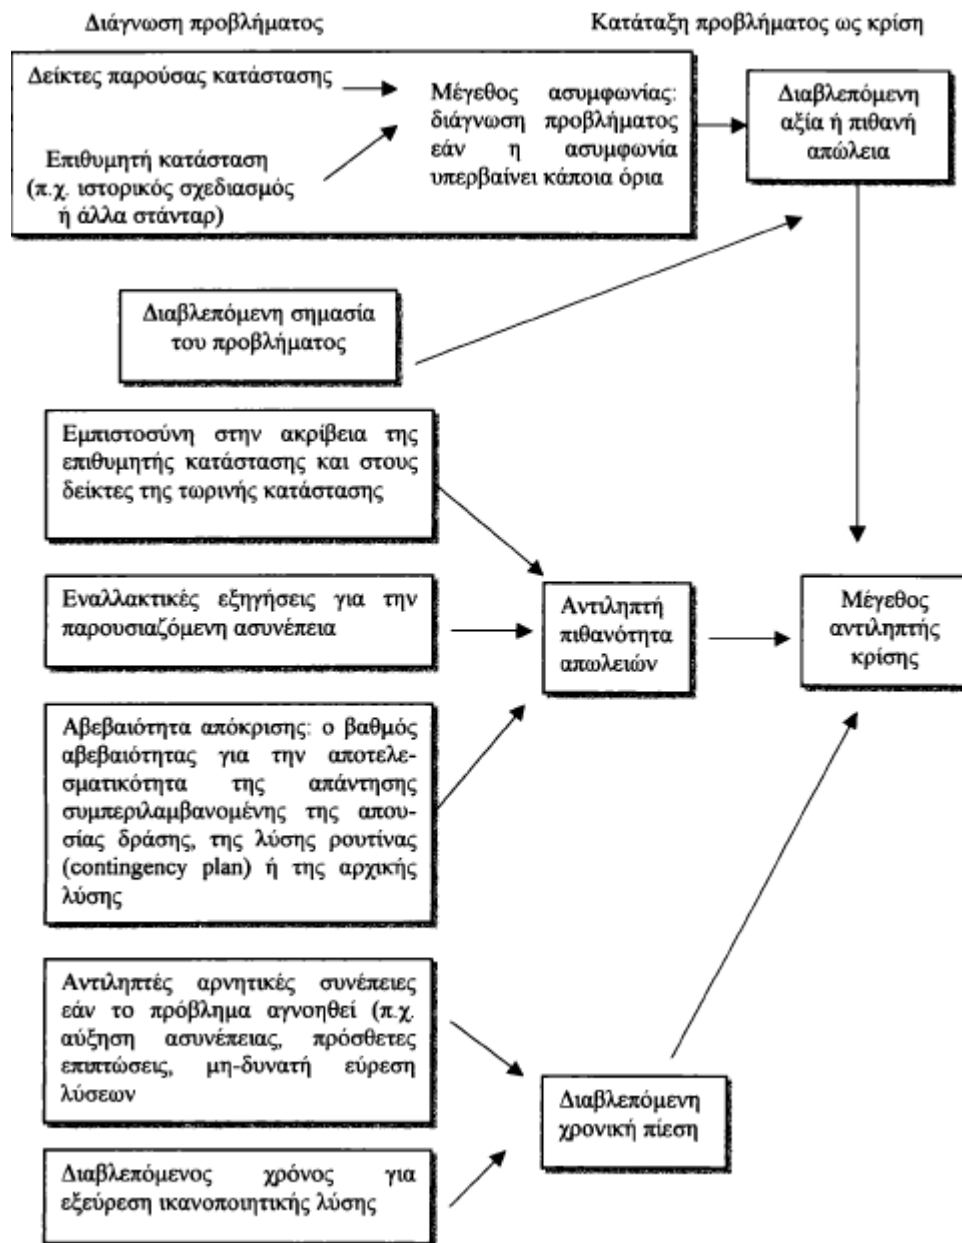 Διάγνωση προβλήματος
Κατάταξη προβλήματος ως κρίση
Δείκτες παρούσας κατάστασης
Επιθυμητή κατάσταση
(π.χ. ιστορικός σχεδιασμός
ή άλλα στάνταρ)
Μέγεθος ασυμφωνίας:
διάγνωση προβλήματος
εάν η ασυμφωνία
υπερβαίνει κάποια όρια
Διαβλεπόμενη
αξία ή πιθανή
απώλεια
Διαβλεπόμενη σημασία
του προβλήματος
Εμπιστοσύνη στην ακρίβεια της
επιθυμητής κατάστασης και στους
δείκτες της τωρινής κατάστασης
Εναλλακτικές εξηγήσεις για την
παρουσιαζόμενη ασυνέπεια
Αντιληπτή
πιθανότητα
απωλειών
Μέγεθος
αντιληπτής
κρίσης
Αβεβαιότητα απόκρισης: ο βαθμός
αβεβαιότητας για την αποτελε-
σματικότητα της απάντησης
συμπεριλαμβανομένης της απου-
σίας δράσης, της λύσης ρουτίνας
(contingency plan) ή της αρχικής
λύσης
Αντιληπτές αρνητικές συνέπειες
εάν το πρόβλημα αγνοηθεί (π.χ.
αύξηση ασυνέπειας, πρόσθετες
επιπτώσεις, μη-δυνατή εύρεση
λύσεων
Διαβλεπόμενη
χρονική πίεση
Διαβλεπόμενος χρόνος για
εξεύρεση ικανοποιητικής λύσης